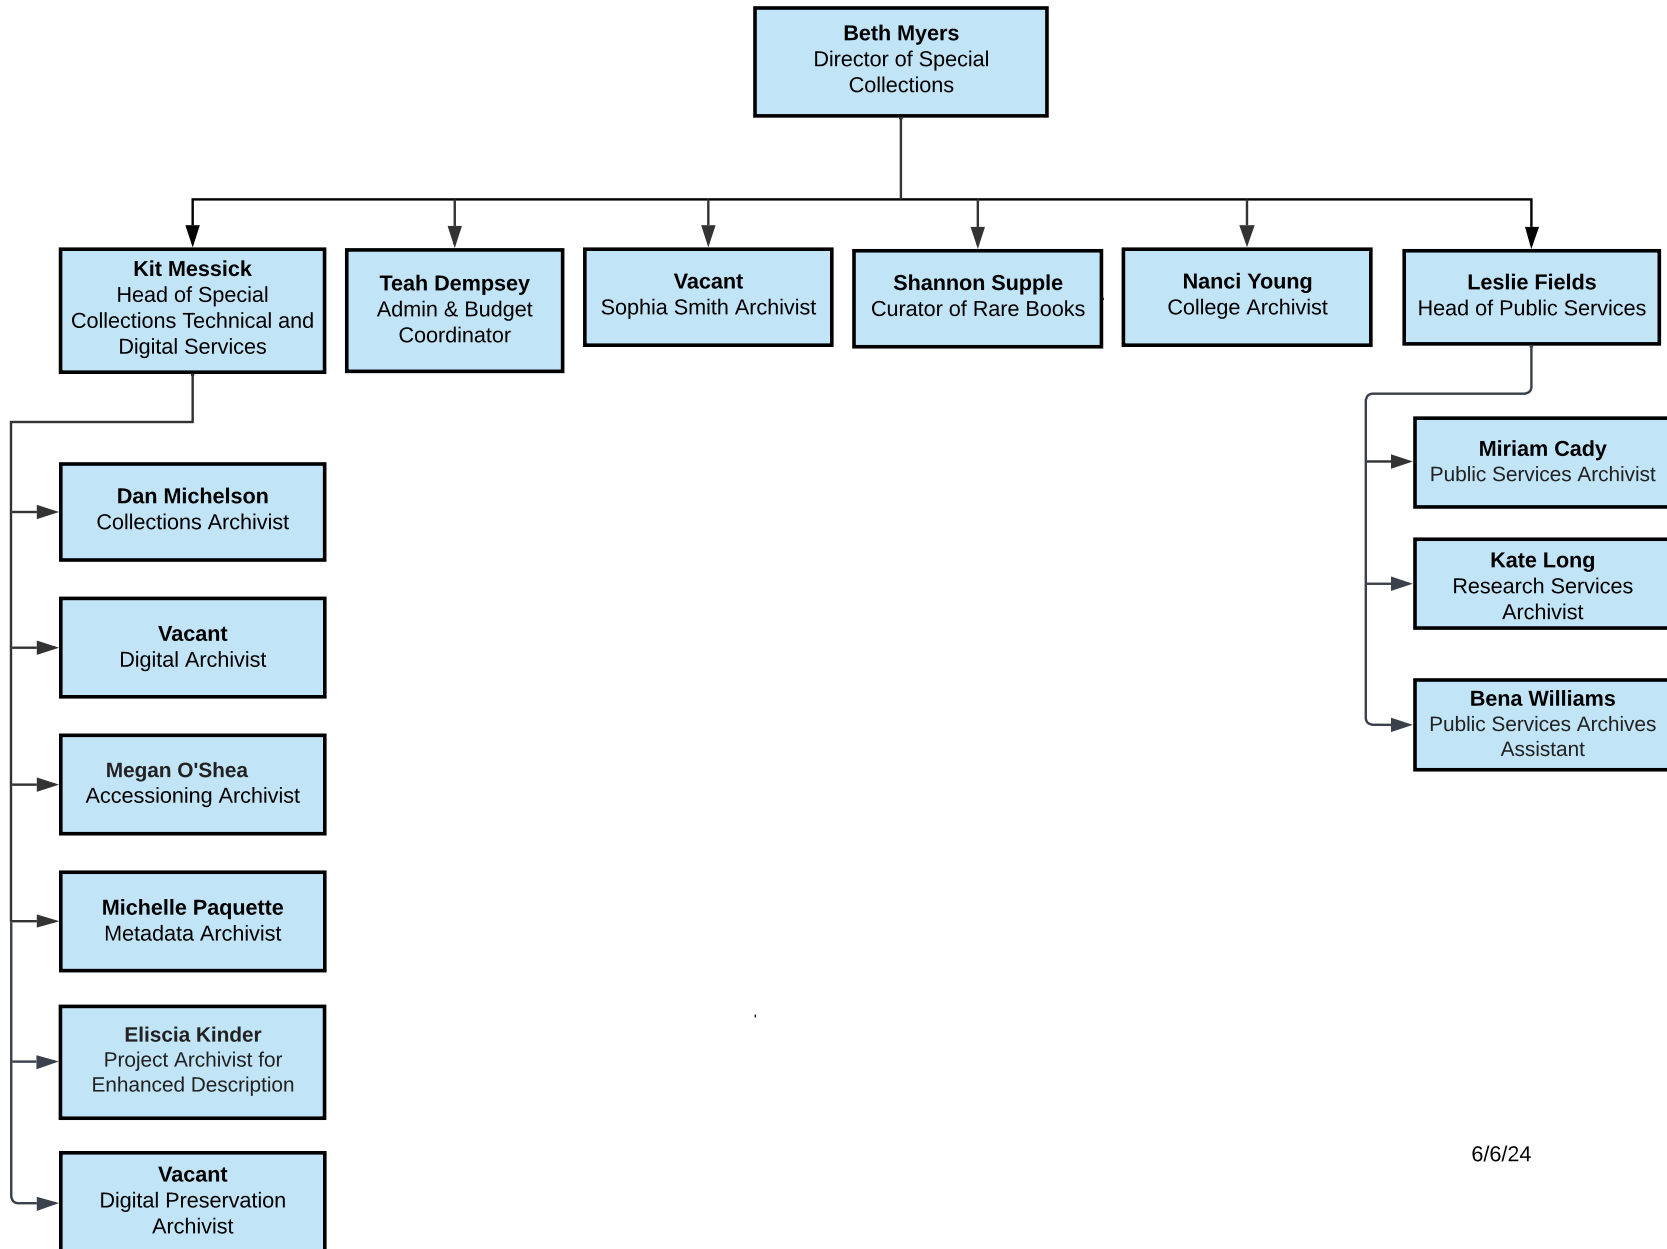 Beth Myers
Director of Special
Collections
Kit Messick
Head of Special
Collections Technical and
Digital Services
Teah Dempsey
Admin & Budget
Coordinator
Vacant
Sophia Smith Archivist
Shannon Supple
Curator of Rare Books
Nanci Young
College Archivist
Leslie Fields
Head of Public Services
Dan Michelson
Collections Archivist
Vacant
Digital Archivist
Megan O'Shea
Accessioning Archivist
Michelle Paquette
Metadata Archivist
Eliscia Kinder
Project Archivist for
Enhanced Description
Vacant
Digital Preservation
Archivist
Miriam Cady
Public Services Archivist
Kate Long
Research Services
Archivist
Bena Williams
Public Services Archives
Assistant
6/6/24